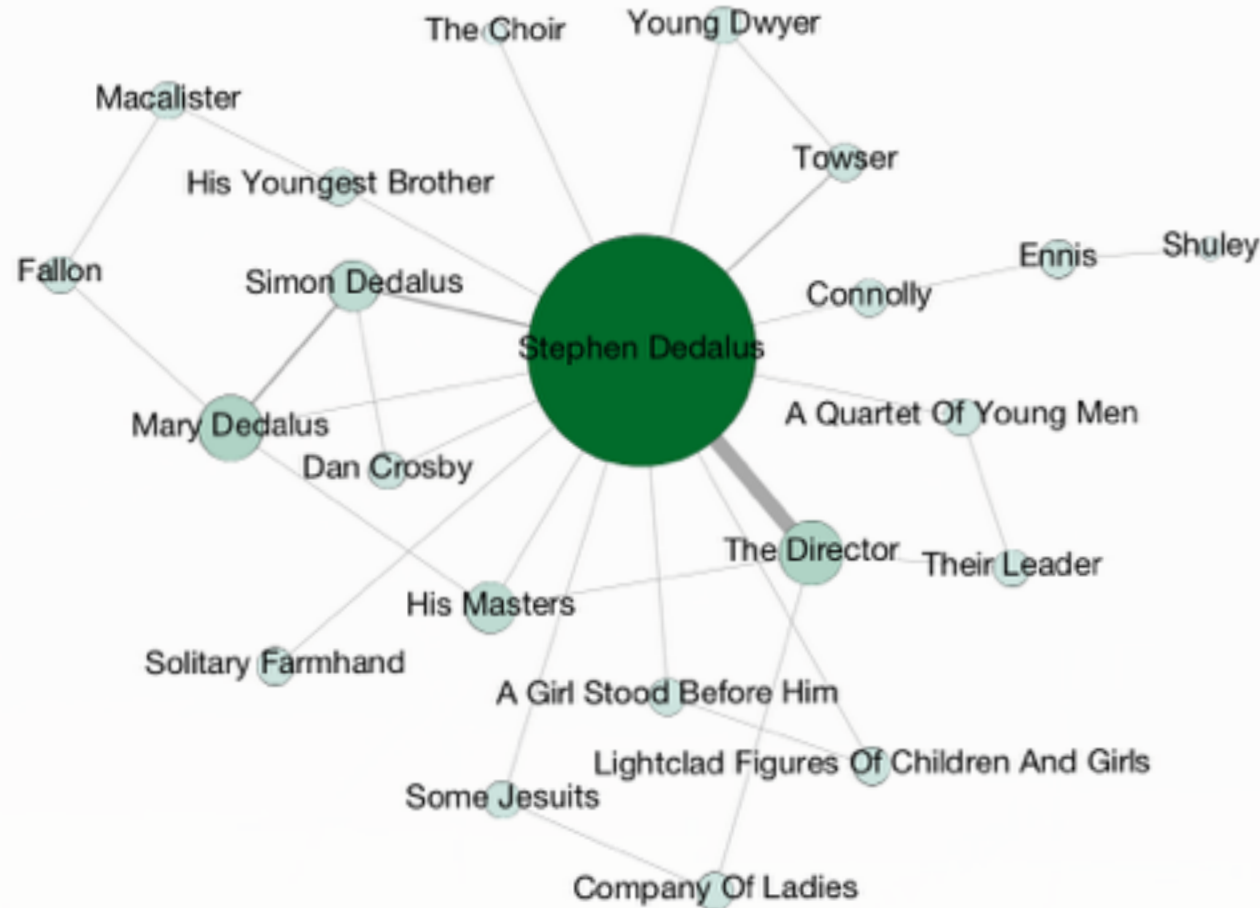 Young Dwyer
The Choir
Macalister
Towser
His Youngest Brother
Shuley
Ennis
Fallon
Simon Dedalus
Connolly
Stephen Dedalus
A Quartet Of Young Men
Mary Dedalus
Dan Crosby
The Director
Their Leader
His Masters
Solitary Farmhand
A Girl Stood Before Him
Lightclad Figures Of Children And Girls
Some Jesuits
Company Of Ladies